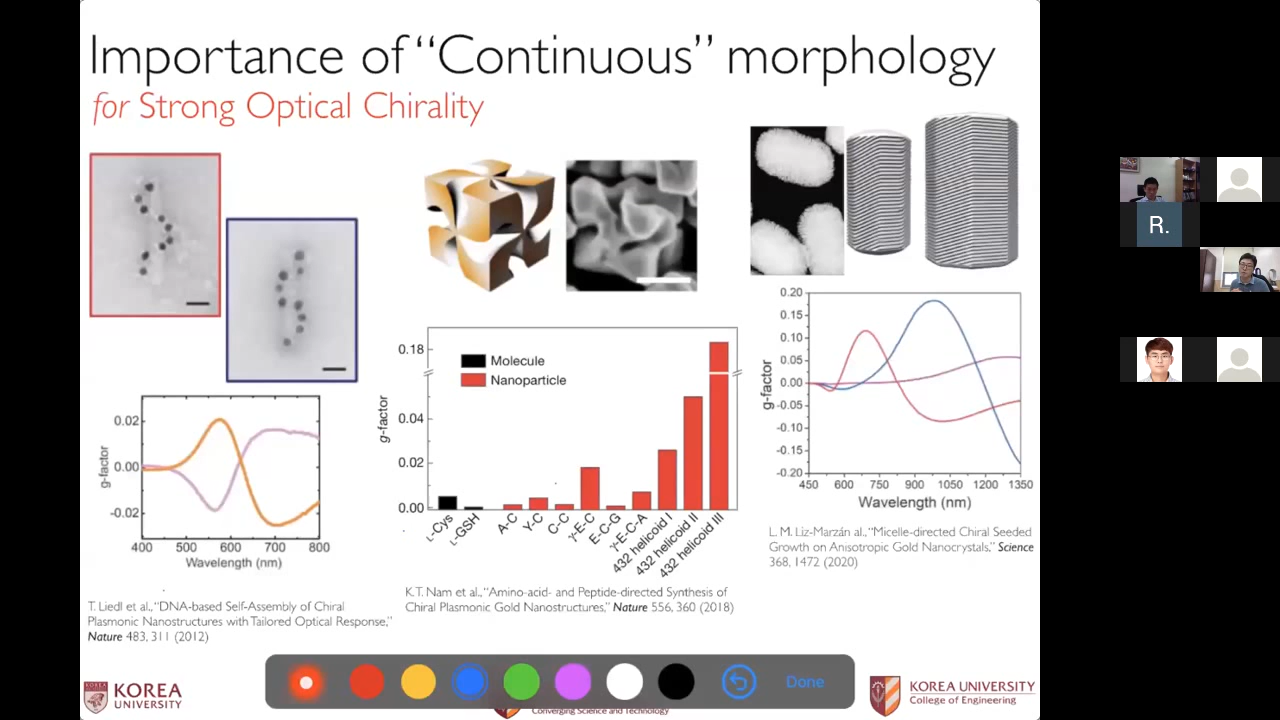 Importance of “Continuous” morphology
for Strong Optical Chirality
g-factor
0.02
0.00
-0.02
400 500 600 700 800
Wavelength (nm)
T. Liedl et al., “DNA-based Self-Assembly of Chiral
Plasmonic Nanostructures with Tailored Optical Response,”
Nature 483, 311 (2012)
Molecule
Nanoparticle
g-factor
0.18
0.04
0.02
0.00
L-Cys
L-GSH
A-C
Y-C
C-C
γ-E-C
E-C-G
γ-E-C-A
432 helicoid I
432 helicoid II
432 helicoid III
K.T. Nam et al., “Amino-acid- and Peptide-directed Synthesis of
Chiral Plasmonic Gold Nanostructures,” Nature 556, 360 (2018)
g-factor
0.20
0.15
0.10
0.05
0.00
-0.05
-0.10
-0.15
-0.20
450 600 750 900 1050 1200 1350
Wavelength (nm)
L. M. Liz-Marzán al., “Micelle-directed Chiral Seeded
Growth on Anisotropic Gold Nanocrystals,” Science
368, 1472 (2020)
R.
KOREA
UNIVERSITY
Done
Converging Science and Technology
KOREA UNIVERSITY
College of Engineering